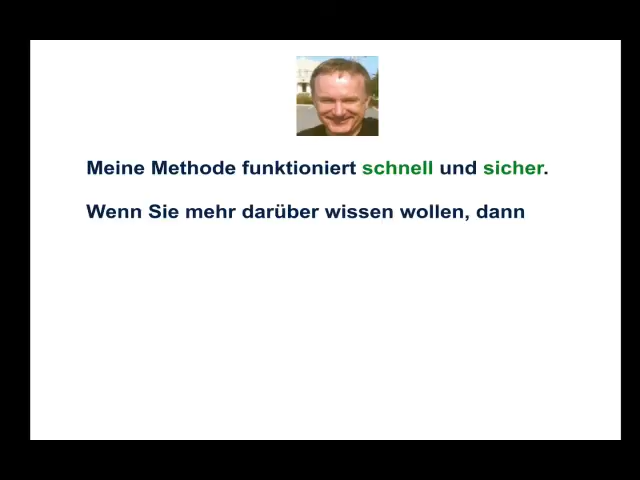 Meine Methode funktioniert schnell und sicher.
Wenn Sie mehr darüber wissen wollen, dann